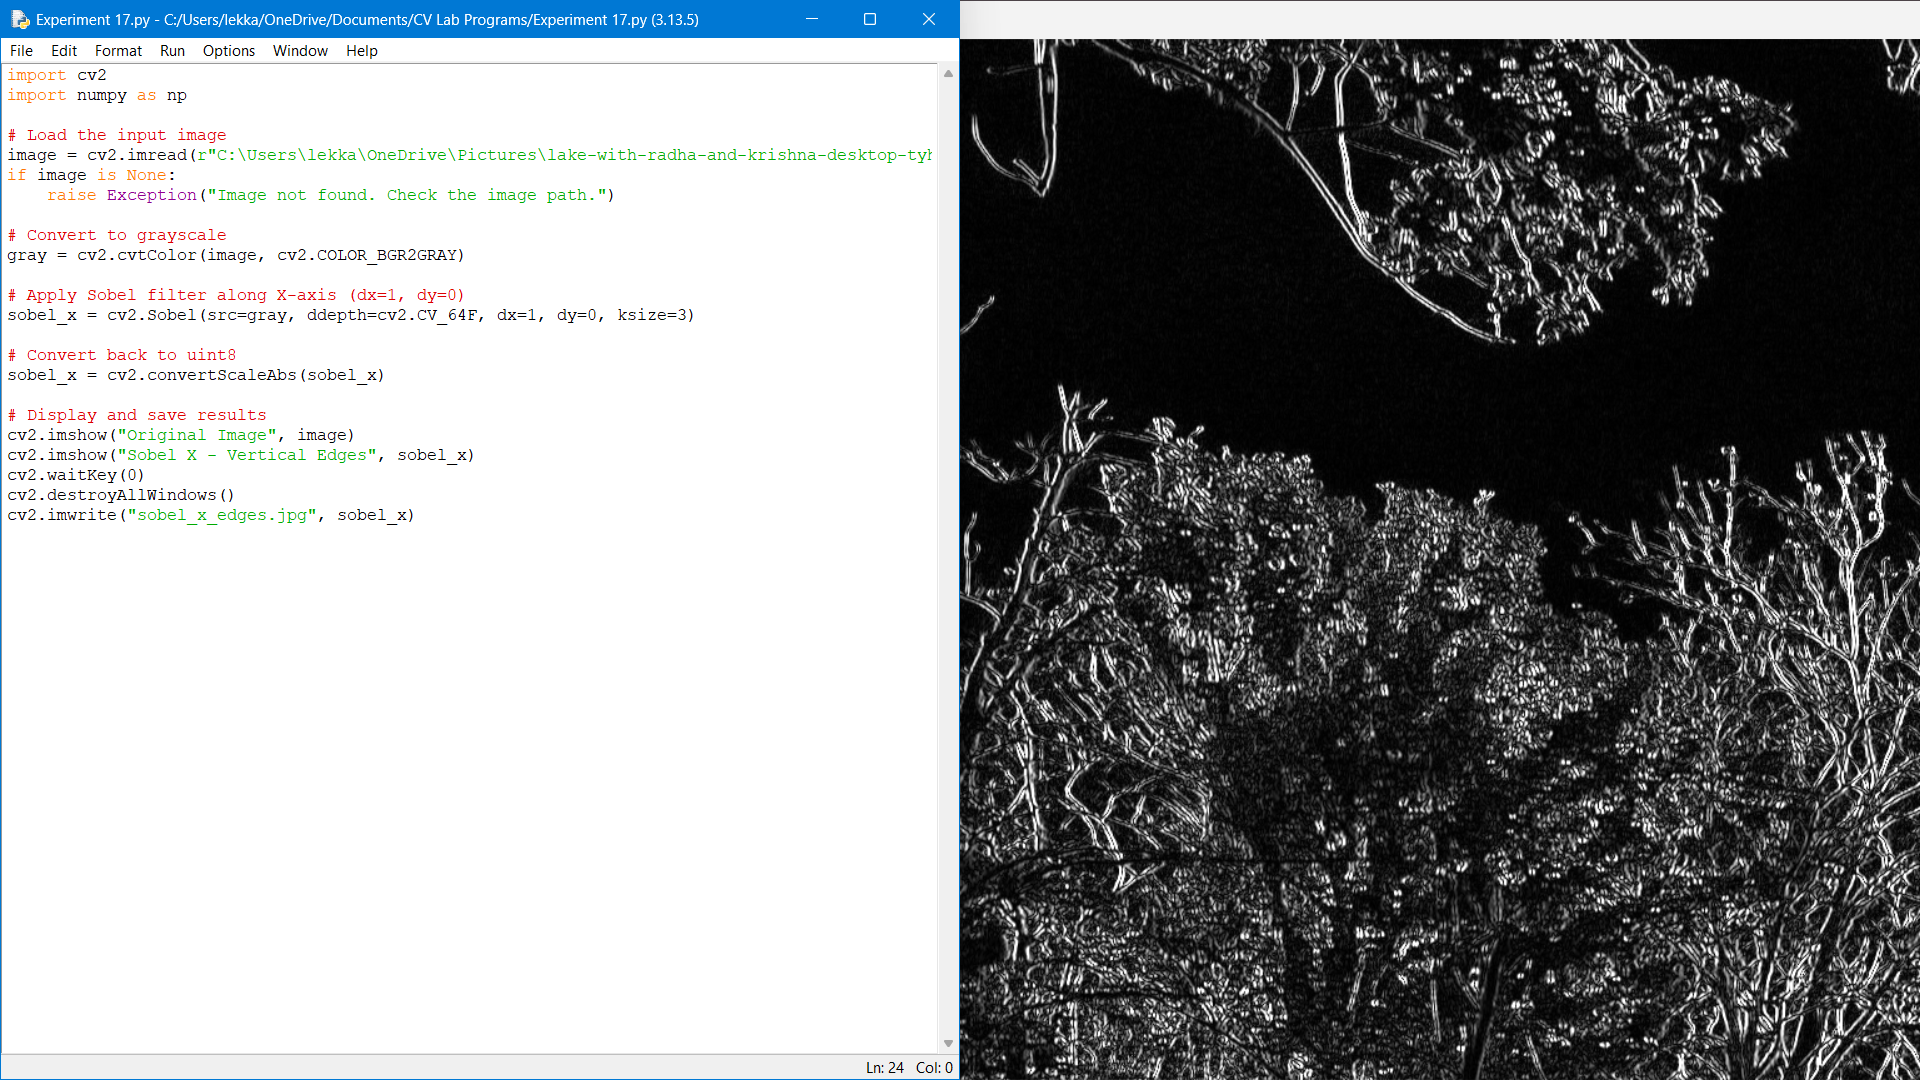 Experiment 17.py - C:/Users/lekka/OneDrive/Documents/CV Lab Programs/Experiment 17.py (3.13.5)
File Edit Format Run Options Window Help
import cv2
import numpy as np
# Load the input image
image = cv2.imread(r"C:\Users\lekka\OneDrive\Pictures\lake-with-radha-and-krishna-desktop-tyh
if image is None:
    raise Exception("Image not found. Check the image path.")
# Convert to grayscale
gray = cv2.cvtColor(image, cv2.COLOR_BGR2GRAY)
# Apply Sobel filter along X-axis (dx=1, dy=0)
sobel_x = cv2.Sobel(src=gray, ddepth=cv2.CV_64F, dx=1, dy=0, ksize=3)
# Convert back to uint8
sobel_x = cv2.convertScaleAbs(sobel_x)
# Display and save results
cv2.imshow("Original Image", image)
cv2.imshow("Sobel X - Vertical Edges", sobel_x)
cv2.waitKey(0)
cv2.destroyAllWindows()
cv2.imwrite("sobel_x_edges.jpg", sobel_x)
Ln: 24 Col: 0